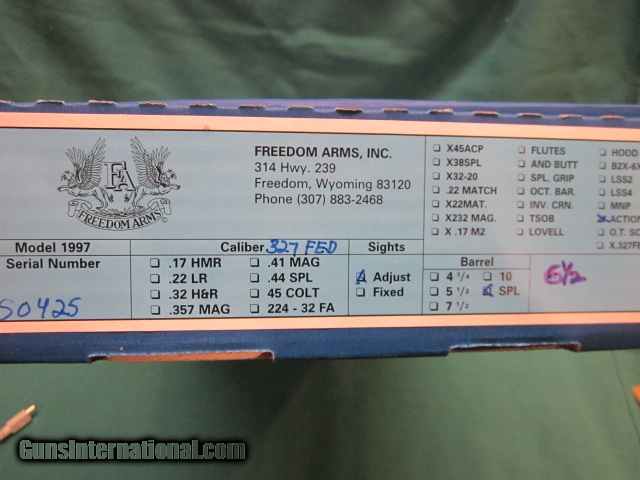 FREEDOM ARMS, INC.
314 Hwy. 239
Freedom, Wyoming 83120
Phone (307) 883-2468
FA
FREEDOM ARMS
X45ACP
X38SPL
X32-20
.22 MATCH
X22MAT.
X232 MAG.
X .17 M2
FLUTES
AND BUTT
SPL. GRIP
OCT. BAR.
INV. CRN.
TSOB
LOVELL
HOOD
B2X-6X
LSS2
LSS4
MNP
ACTION
O.T. SC
X.327FE
Model 1997
Serial Number
S0425
Caliber 327 FED
.17 HMR
.22 LR
.32 H&R
.357 MAG
.41 MAG
.44 SPL
45 COLT
224 - 32 FA
Sights
Adjust
Fixed
Barrel
4 1/4
5 1/2
7 1/2
10
SPL
6 1/2
GunsInternational.com